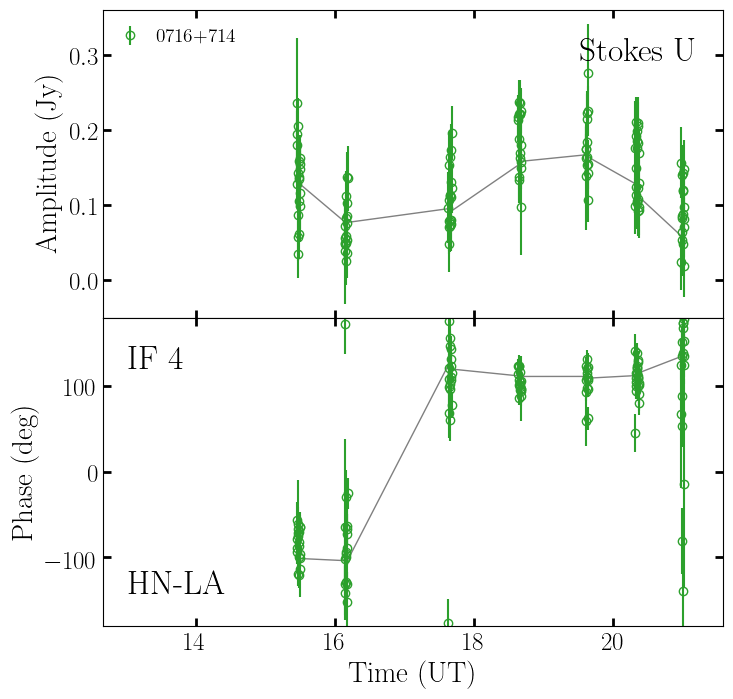 0716+714
Stokes U
Amplitude (Jy)
0.3
0.2
0.1
0.0
IF 4
Phase (deg)
100
0
−100
HN-LA
14 16 18 20
Time (UT)